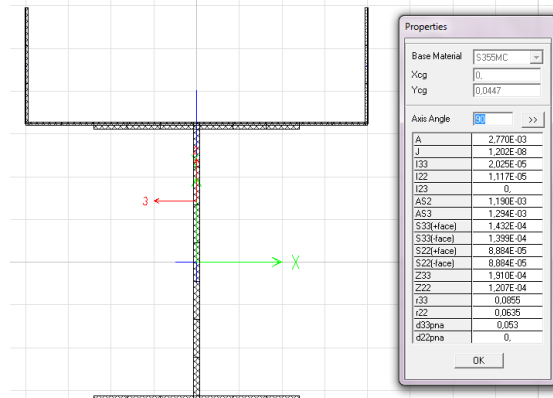 Properties
Base Material S355MC
Xcg 0,
Ycg 0,0447
Axis Angle 90 >>
A 2,770E-03
J 1,202E-08
I33 2,025E-05
I22 1,117E-05
I23 0,
AS2 1,190E-03
AS3 1,294E-03
S33(+face) 1,432E-04
S33(-face) 1,399E-04
S22(+face) 8,884E-05
S22(-face) 8,884E-05
Z33 1,910E-04
Z22 1,207E-04
r33 0,0855
r22 0,0635
d33pna 0,053
d22pna 0,
OK
3
X